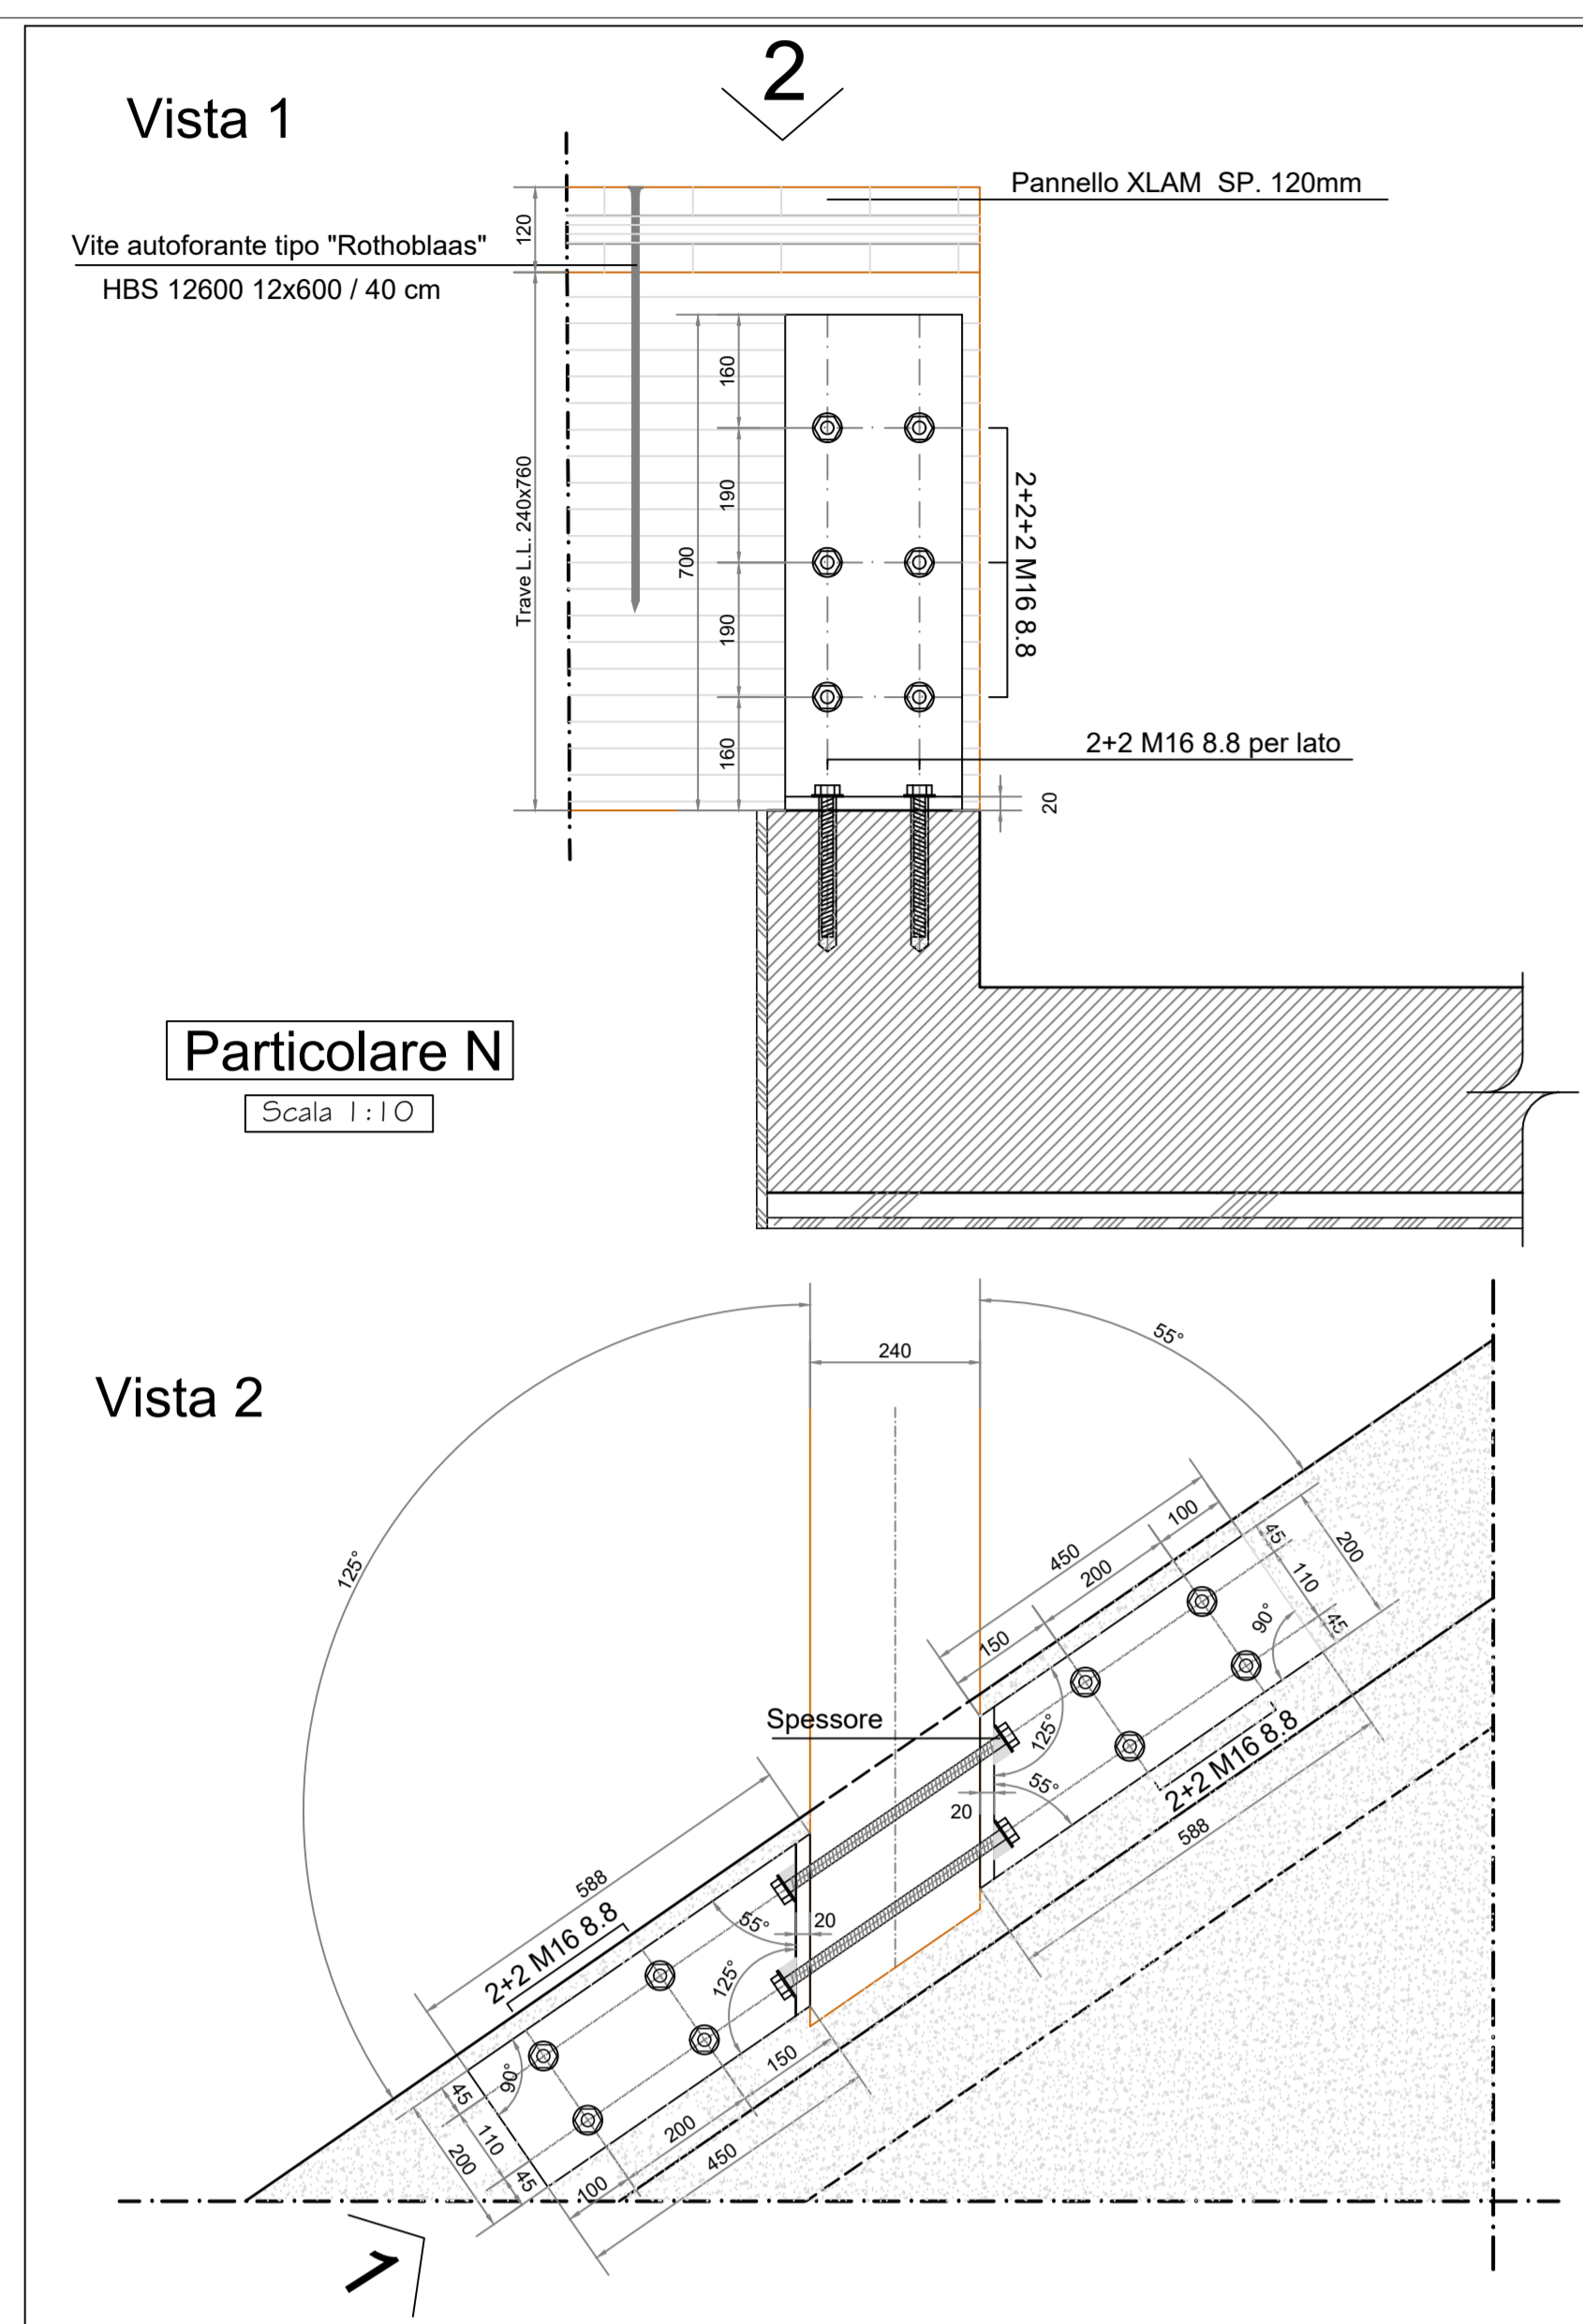 2
Vista 1
Pannello XLAM SP. 120mm
120
Vite autoforante tipo "Rothoblaas"
HBS 12600 12x600 / 40 cm
160
190
Trave L.L. 240x760
700
2+2+2 M16 8.8
190
160
2+2 M16 8.8 per lato
20
Particolare N
Scala 1:10
Vista 2
240
55°
125°
100
450
200
45
200
110
150
90°
45
Spessore
125°
55°
2+2 M16 8.8
20
588
588
2+2 M16 8.8
55°
20
125°
150
90°
45
110
200
200
450
45
100
1